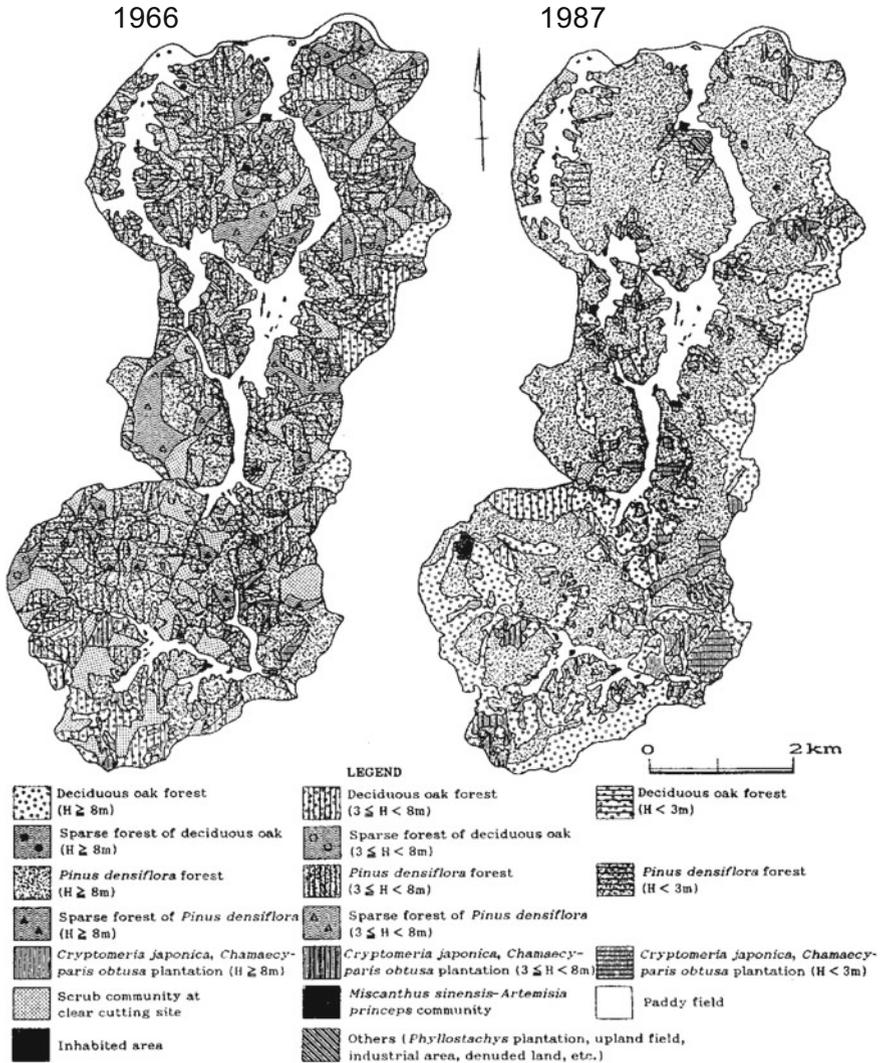 1966
1987
0 2 km
LEGEND
Deciduous oak forest
(H ≧ 8m)
Deciduous oak forest
(3 ≦ H < 8m)
Deciduous oak forest
(H < 3m)
Sparse forest of deciduous oak
(H ≧ 8m)
Sparse forest of deciduous oak
(3 ≦ H < 8m)
Pinus densiflora forest
(H ≧ 8m)
Pinus densiflora forest
(3 ≦ H < 8m)
Pinus densiflora forest
(H < 3m)
Sparse forest of Pinus densiflora
(H ≧ 8m)
Sparse forest of Pinus densiflora
(3 ≦ H < 8m)
Cryptomeria japonica, Chamaecy-
paris obtusa plantation (H ≧ 8m)
Cryptomeria japonica, Chamaecy-
paris obtusa plantation (3 ≦ H < 8m)
Cryptomeria japonica, Chamaecy-
paris obtusa plantation (H < 3m)
Scrub community at
clear cutting site
Miscanthus sinensis-Artemisia
princeps community
Paddy field
Inhabited area
Others (Phyllostachys plantation, upland field,
industrial area, denuded land, etc.)